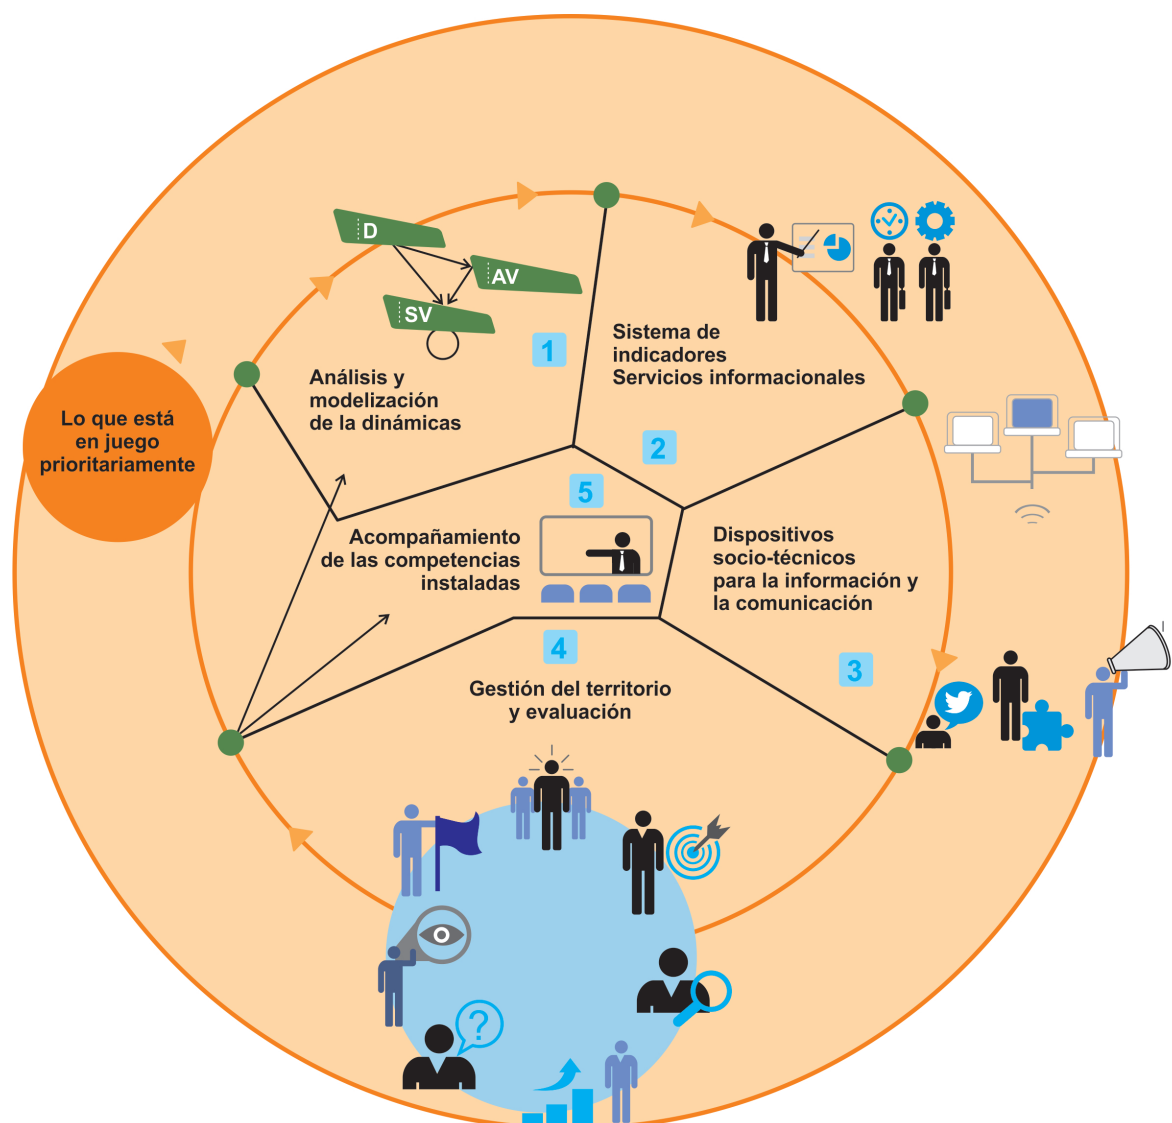 D
AV
SV
1
Análisis y
modelización
de la dinámicas
Sistema de
indicadores
Servicios informacionales
2
Lo que está
en juego
prioritariamente
5
Acompañamiento
de las competencias
instaladas
Dispositivos
socio-técnicos
para la información y
la comunicación
3
4
Gestión del territorio
y evaluación
?